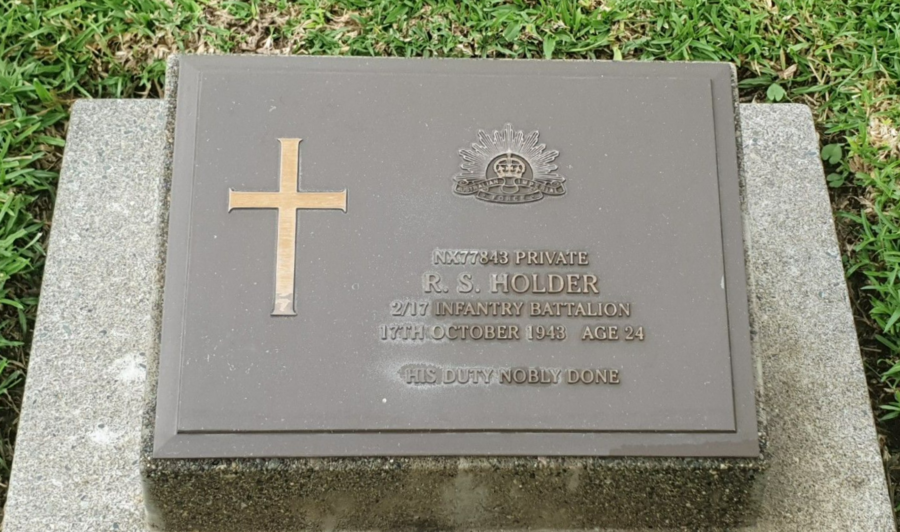 NX77843 PRIVATE
R. S. HOLDER
2/17 INFANTRY BATTALION
17TH OCTOBER 1943 AGE 24
HIS DUTY NOBLY DONE